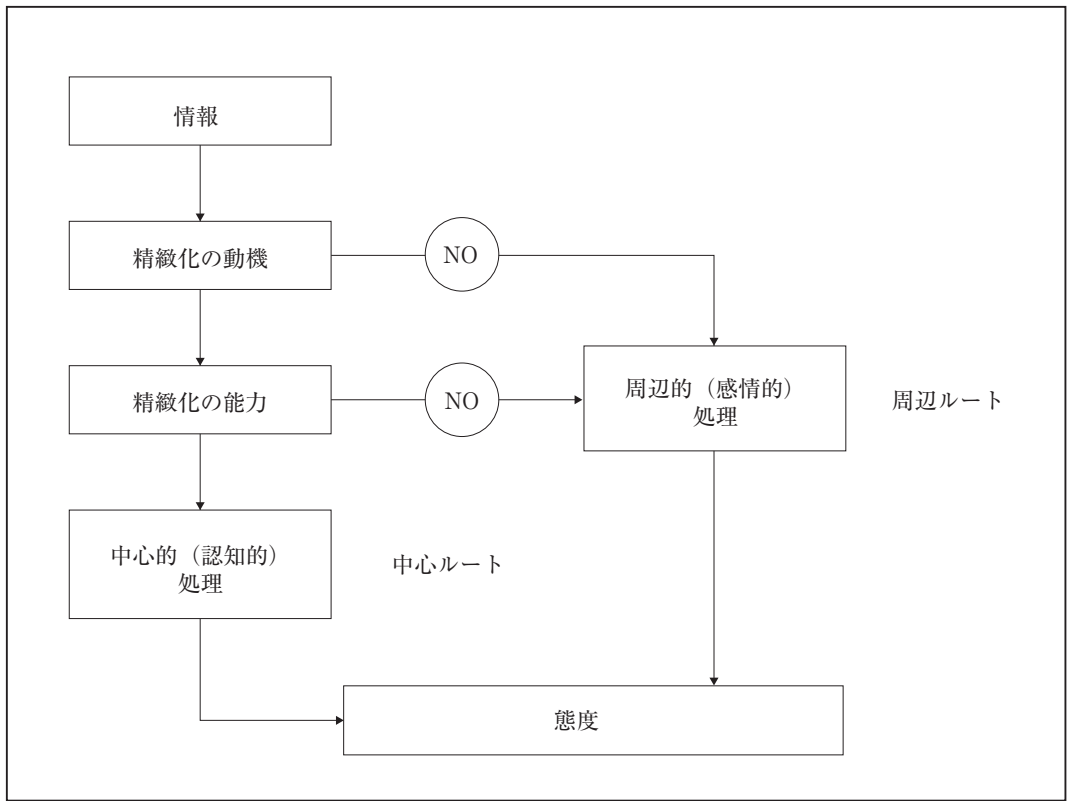 情報
精緻化の動機
NO
精緻化の能力
NO
周辺的（感情的）
処理
周辺ルート
中心的（認知的）
処理
中心ルート
態度